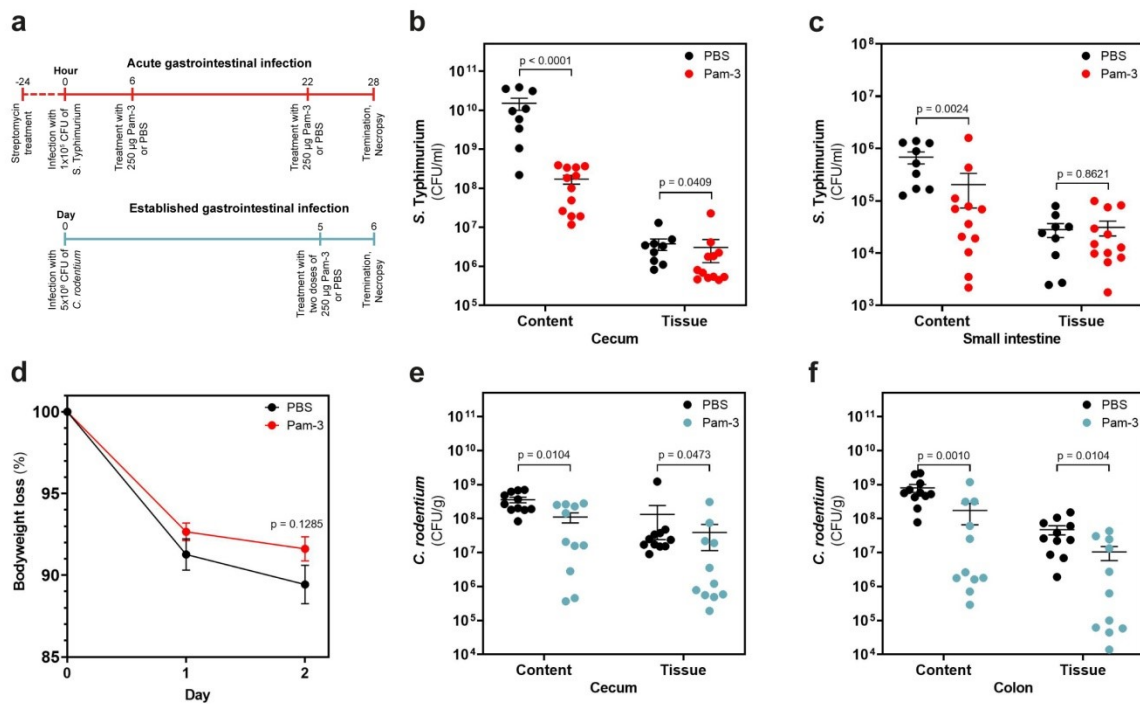 a
Acute gastrointestinal infection
Hour
-24
0
6
22
28
Streptomycin
treatment
Infection with
1x10⁵ CFU of
S. Typhimurium
Treatment with
250 µg Pam-3
or PBS
Treatment with
250 µg Pam-3
or PBS
Tremination,
Necropsy
Established gastrointestinal infection
Day
0
5
6
Infection with
C. rodentium
Treatment with
two doses of
250 µg Pam-3
or PBS
Tremination,
Necropsy
b
PBS
Pam-3
S. Typhimurium
(CFU/ml)
10¹¹
10¹⁰
10⁹
10⁸
10⁷
10⁶
10⁵
p < 0.0001
p = 0.0409
Content
Tissue
Cecum
c
PBS
Pam-3
S. Typhimurium
(CFU/ml)
10⁸
10⁷
10⁶
10⁵
10⁴
10³
p = 0.0024
p = 0.8621
Content
Tissue
Small intestine
d
PBS
Pam-3
Bodyweight loss (%)
100
95
90
85
p = 0.1285
0
1
2
Day
e
PBS
Pam-3
C. rodentium
(CFU/g)
10¹¹
10¹⁰
10⁹
10⁸
10⁷
10⁶
10⁵
10⁴
p = 0.0104
p = 0.0473
Content
Tissue
Cecum
f
PBS
Pam-3
C. rodentium
(CFU/g)
10¹¹
10¹⁰
10⁹
10⁸
10⁷
10⁶
10⁵
10⁴
p = 0.0010
p = 0.0104
Content
Tissue
Colon